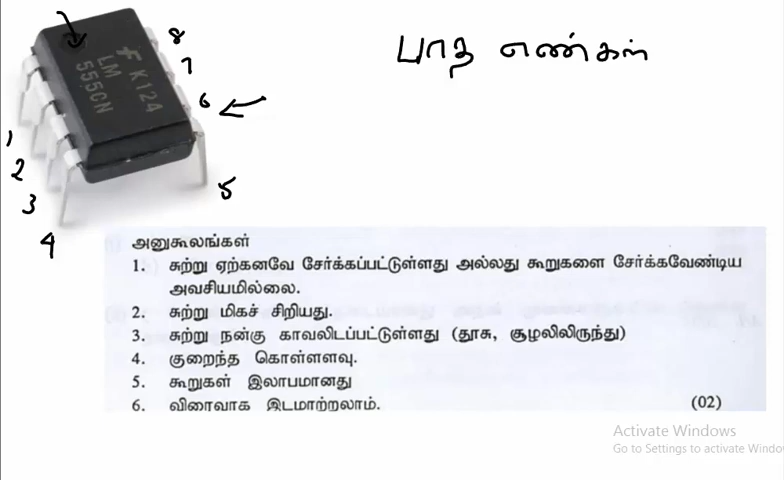 8
7
6
5
1
2
3
4
K124
LM
555CN
பாத எண்கள்
அனுகூலங்கள்
1. சுற்று ஏற்கனவே சேர்க்கப்பட்டுள்ளது அல்லது கூறுகளை சேர்க்கவேண்டிய
அவசியமில்லை.
2. சுற்று மிகச் சிறியது.
3. சுற்று நன்கு காவலிடப்பட்டுள்ளது (தூசு, சூழலிலிருந்து)
4. குறைந்த கொள்ளளவு.
5. கூறுகள் இலாபமானது
6. விரைவாக இடமாற்றலாம். (02)
Activate Windows
Go to Settings to activate Windo